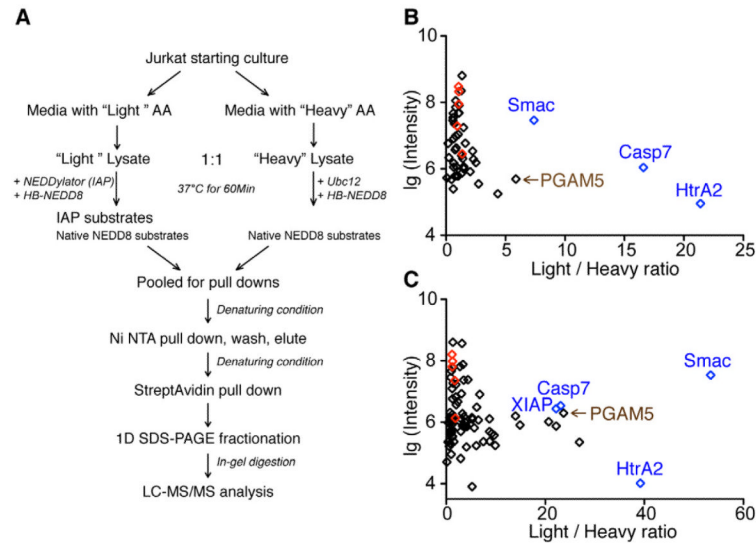 A
Jurkat starting culture
Media with “Light ” AA
Media with “Heavy” AA
“Light ” Lysate
1:1
“Heavy” Lysate
+ NEDDylator (IAP)
+ HB-NEDD8
37°C for 60Min
+ Ubc12
+ HB-NEDD8
IAP substrates
Native NEDD8 substrates
Native NEDD8 substrates
Pooled for pull downs
Denaturing condition
Ni NTA pull down, wash, elute
Denaturing condition
StreptAvidin pull down
1D SDS-PAGE fractionation
In-gel digestion
LC-MS/MS analysis
B
lg (Intensity)
10
8
6
4
0
5
10
15
20
25
Light / Heavy ratio
Smac
Casp7
PGAM5
HtrA2
C
lg (Intensity)
10
8
6
4
0
20
40
60
Light / Heavy ratio
Smac
Casp7
XIAP
PGAM5
HtrA2